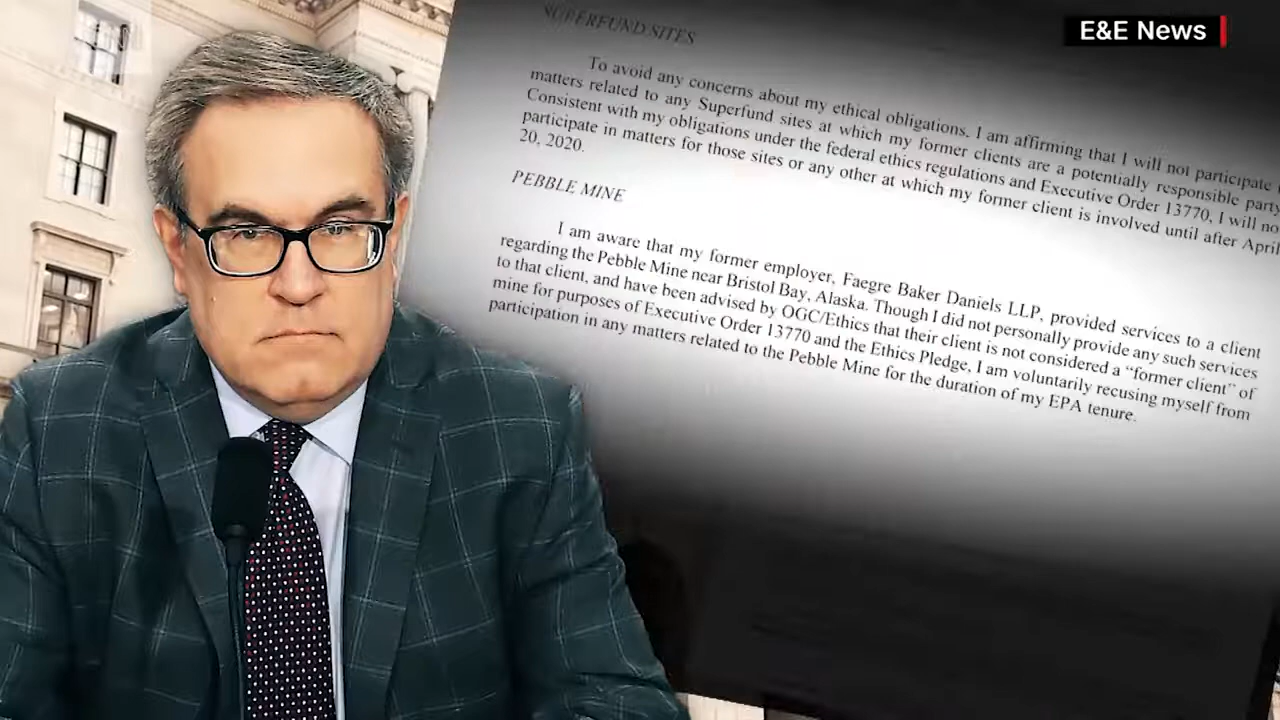 E&E News
SUPERFUND SITES
To avoid any concerns about my ethical obligations, I am affirming that I will not participate
matters related to any Superfund sites at which my former clients are a potentially responsible party
Consistent with my obligations under the federal ethics regulations and Executive Order 13770, I will no
participate in matters for those sites or any other at which my former client is involved until after April
20, 2020.
PEBBLE MINE
I am aware that my former employer, Faegre Baker Daniels LLP, provided services to a client
regarding the Pebble Mine near Bristol Bay, Alaska. Though I did not personally provide any such services
to that client, and have been advised by OGC/Ethics that their client is not considered a “former client” of
mine for purposes of Executive Order 13770 and the Ethics Pledge, I am voluntarily recusing myself from
participation in any matters related to the Pebble Mine for the duration of my EPA tenure.